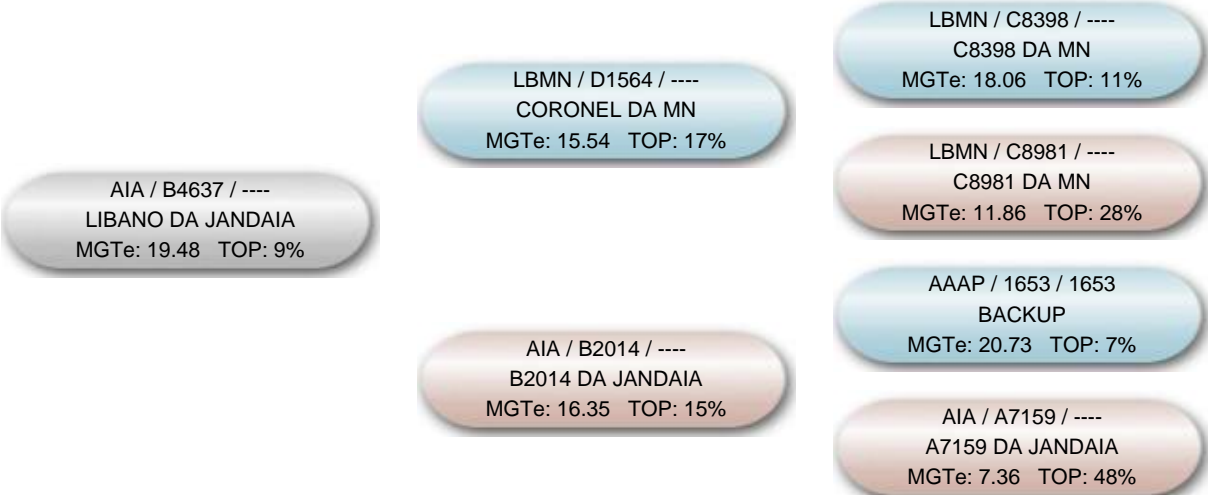 AIA / B4637 / ----
LIBANO DA JANDAIA
MGTe: 19.48 TOP: 9%
LBMN / D1564 / ----
CORONEL DA MN
MGTe: 15.54 TOP: 17%
AIA / B2014 / ----
B2014 DA JANDAIA
MGTe: 16.35 TOP: 15%
LBMN / C8398 / ----
C8398 DA MN
MGTe: 18.06 TOP: 11%
LBMN / C8981 / ----
C8981 DA MN
MGTe: 11.86 TOP: 28%
AAAP / 1653 / 1653
BACKUP
MGTe: 20.73 TOP: 7%
AIA / A7159 / ----
A7159 DA JANDAIA
MGTe: 7.36 TOP: 48%